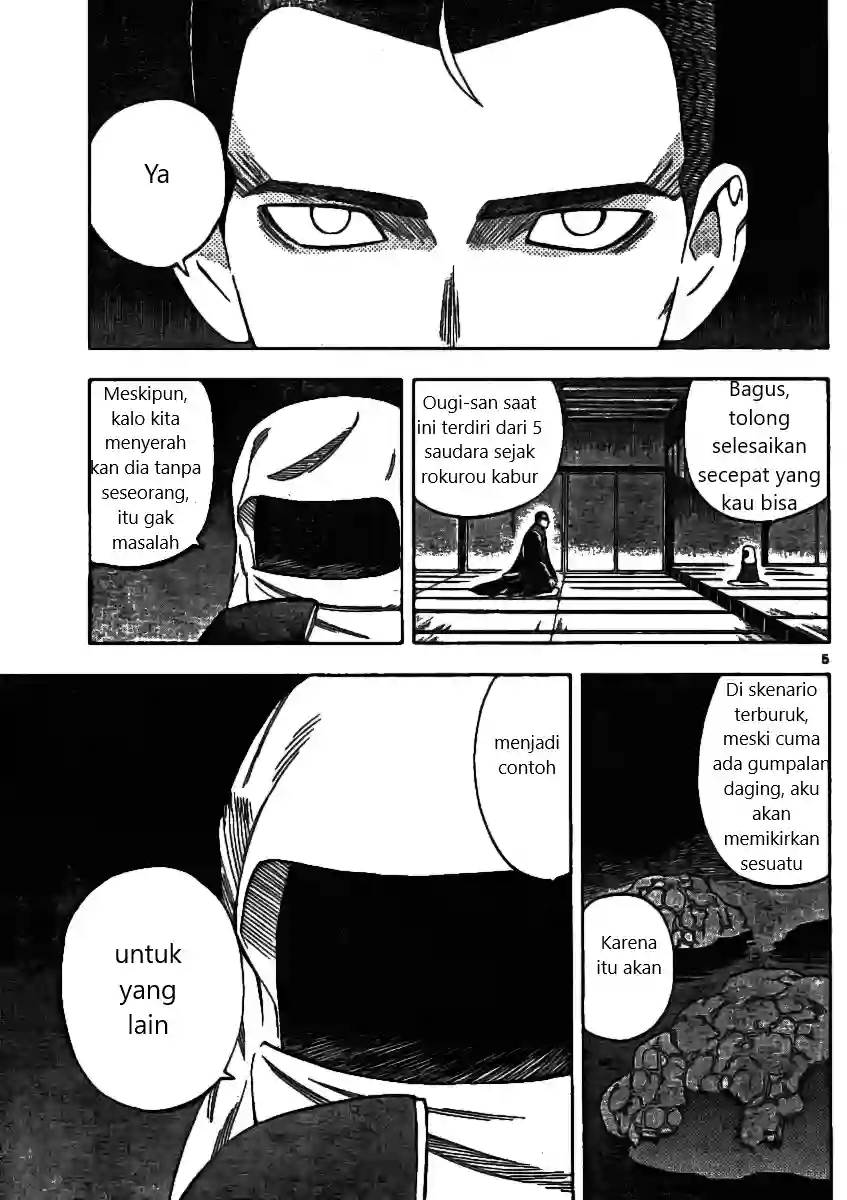 Ya
Bagus,
tolong
selesaikan
secepat yang
kau bisa
Ougi-san saat
ini terdiri dari 5
saudara sejak
rokurou kabur
Meskipun,
kalo kita
menyerah
kan dia tanpa
seseorang,
itu gak
masalah
5
Di skenario
terburuk,
meski cuma
ada gumpalan
daging, aku
akan
memikirkan
sesuatu
Karena
itu akan
menjadi
contoh
untuk
yang
lain